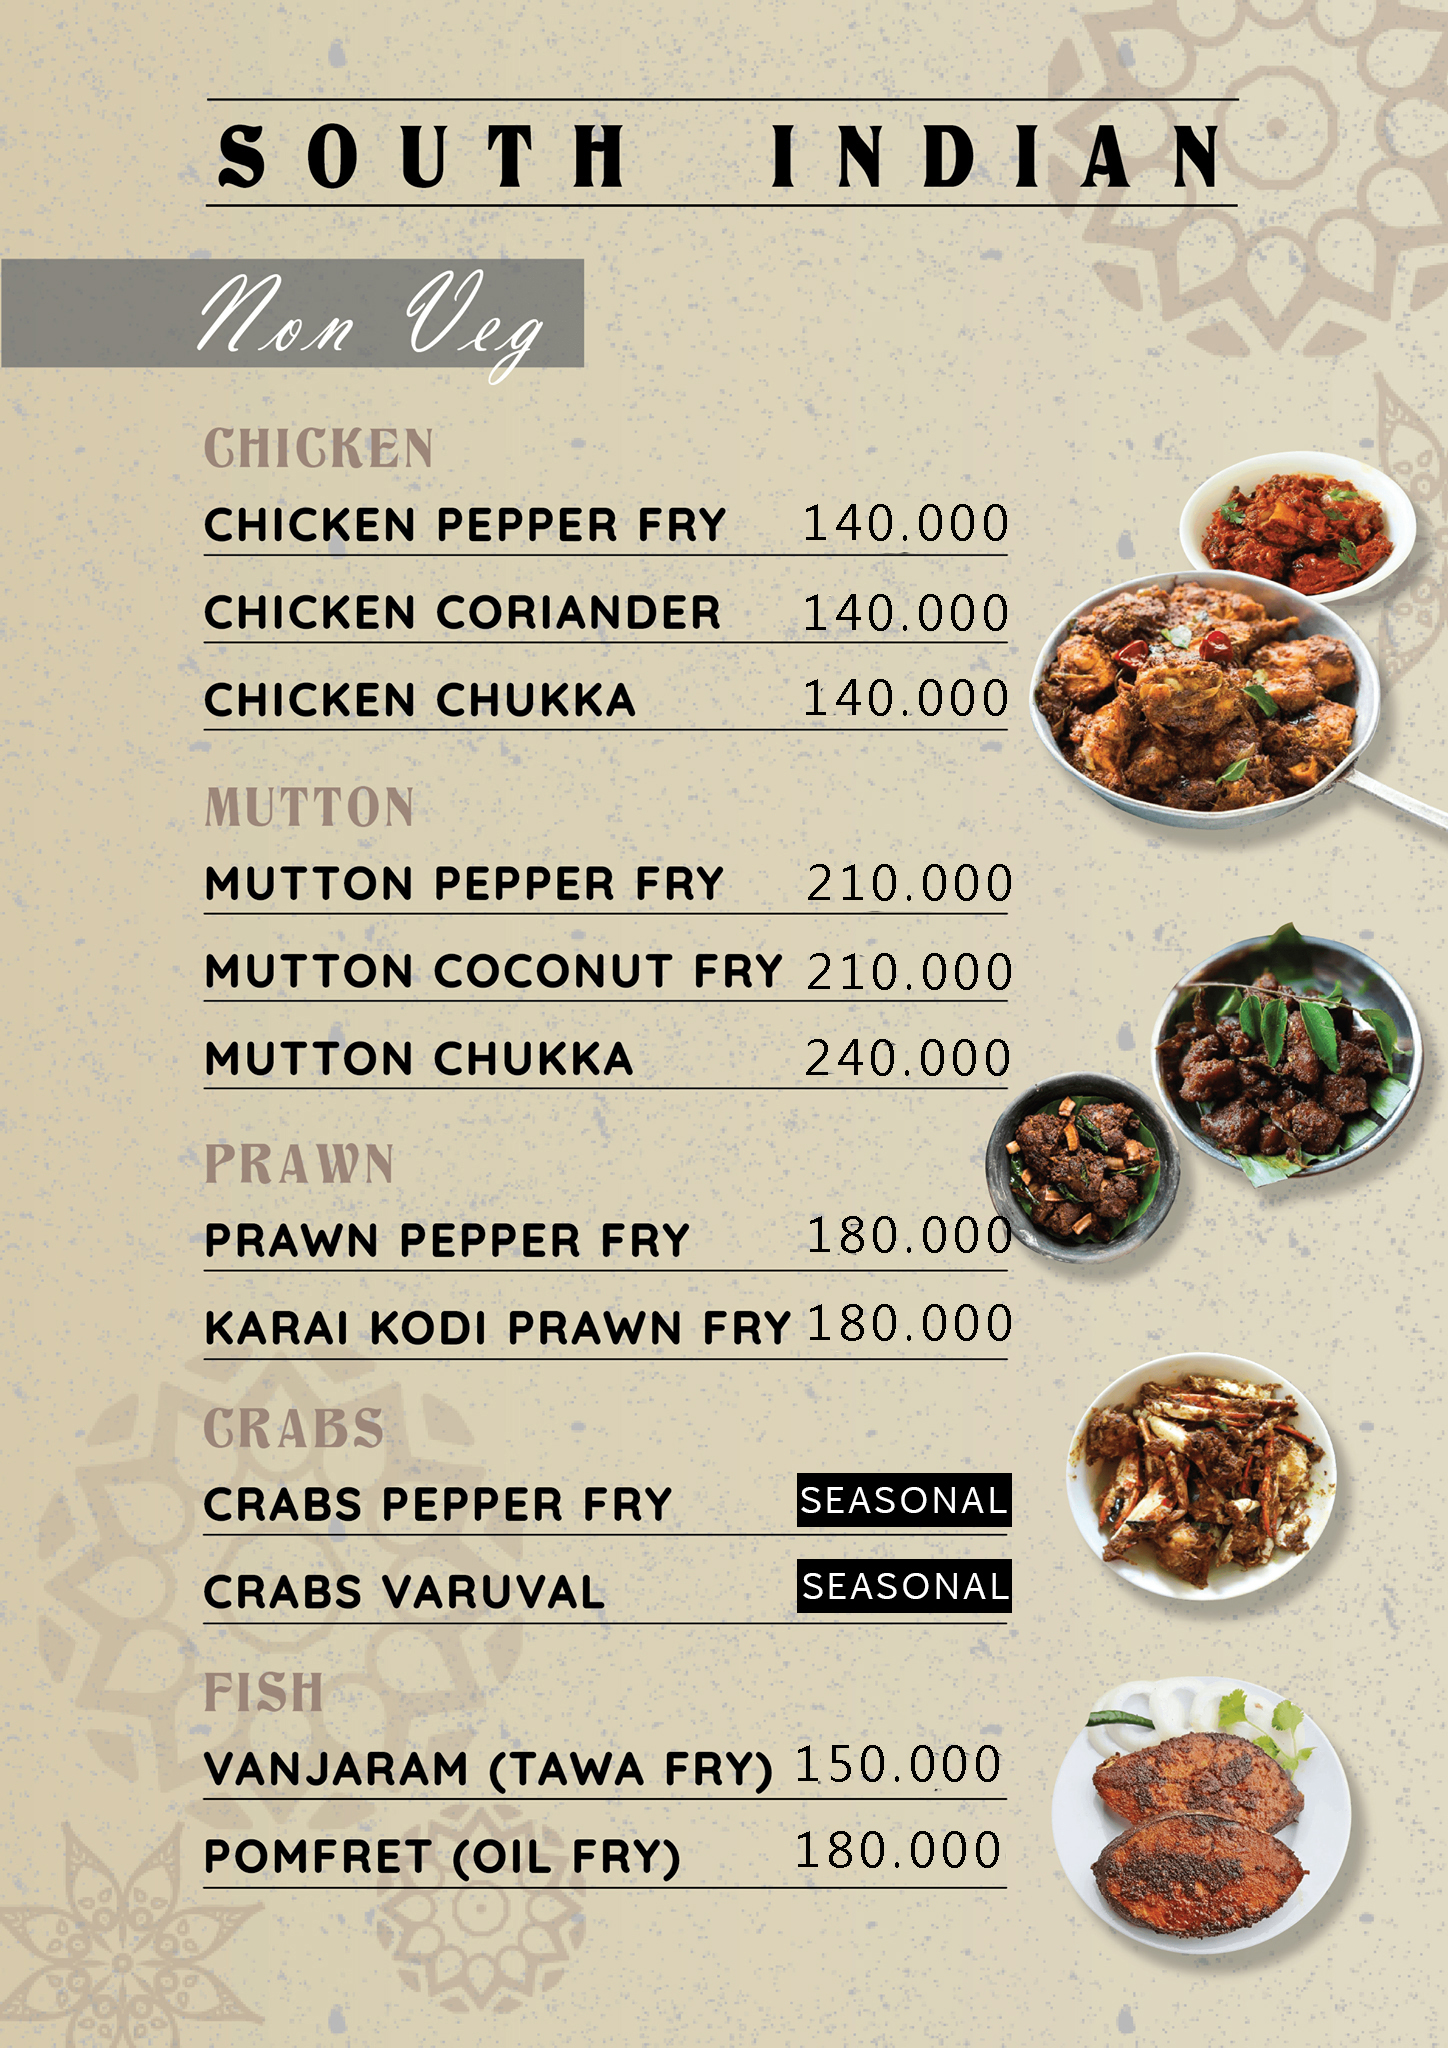 SOUTH INDIAN
Non Veg
CHICKEN
CHICKEN PEPPER FRY 140.000
CHICKEN CORIANDER 140.000
CHICKEN CHUKKA 140.000
MUTTON
MUTTON PEPPER FRY 210.000
MUTTON COCONUT FRY 210.000
MUTTON CHUKKA 240.000
PRAWN
PRAWN PEPPER FRY 180.000
KARAI KODI PRAWN FRY 180.000
CRABS
CRABS PEPPER FRY SEASONAL
CRABS VARUVAL SEASONAL
FISH
VANJARAM (TAWA FRY) 150.000
POMFRET (OIL FRY) 180.000